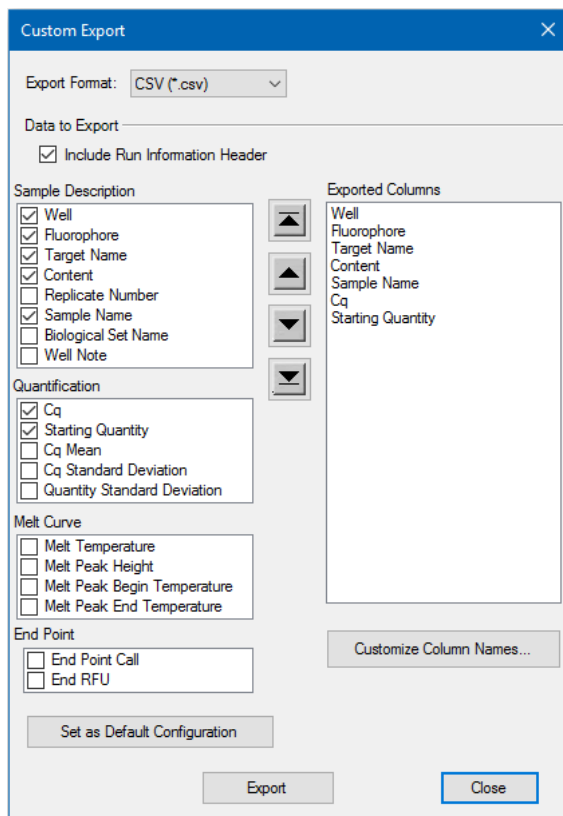 Custom Export
Export Format: CSV (*.csv)
Data to Export
Include Run Information Header
Sample Description
Well
Fluorophore
Target Name
Content
Replicate Number
Sample Name
Biological Set Name
Well Note
Quantification
Cq
Starting Quantity
Cq Mean
Cq Standard Deviation
Quantity Standard Deviation
Melt Curve
Melt Temperature
Melt Peak Height
Melt Peak Begin Temperature
Melt Peak End Temperature
End Point
End Point Call
End RFU
Set as Default Configuration
Exported Columns
Well
Fluorophore
Target Name
Content
Sample Name
Cq
Starting Quantity
Customize Column Names...
Export
Close